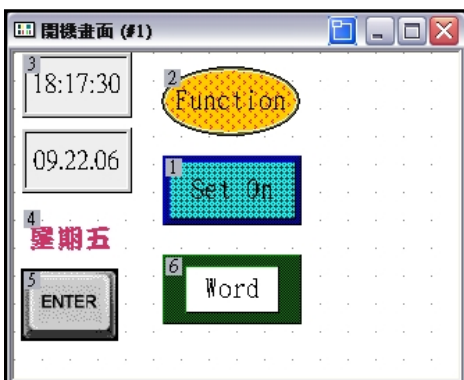 開機畫面 (#1)
3
18:17:30
2
Function
09.22.06
1
Set On
4
星期五
5
ENTER
6
Word